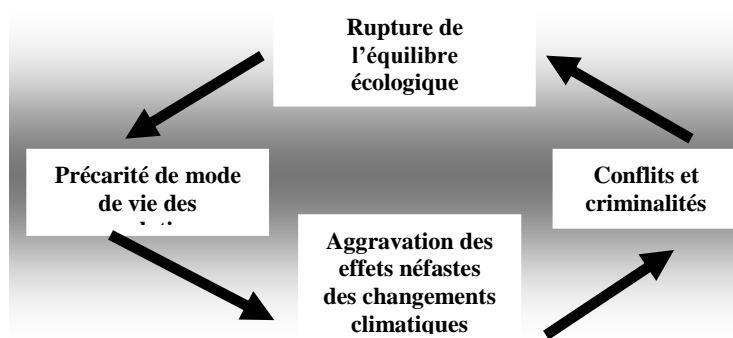 Rupture de
l'équilibre
écologique
Précarité de mode
de vie des
Conflits et
criminalités
Aggravation des
effets néfastes
des changements
climatiques